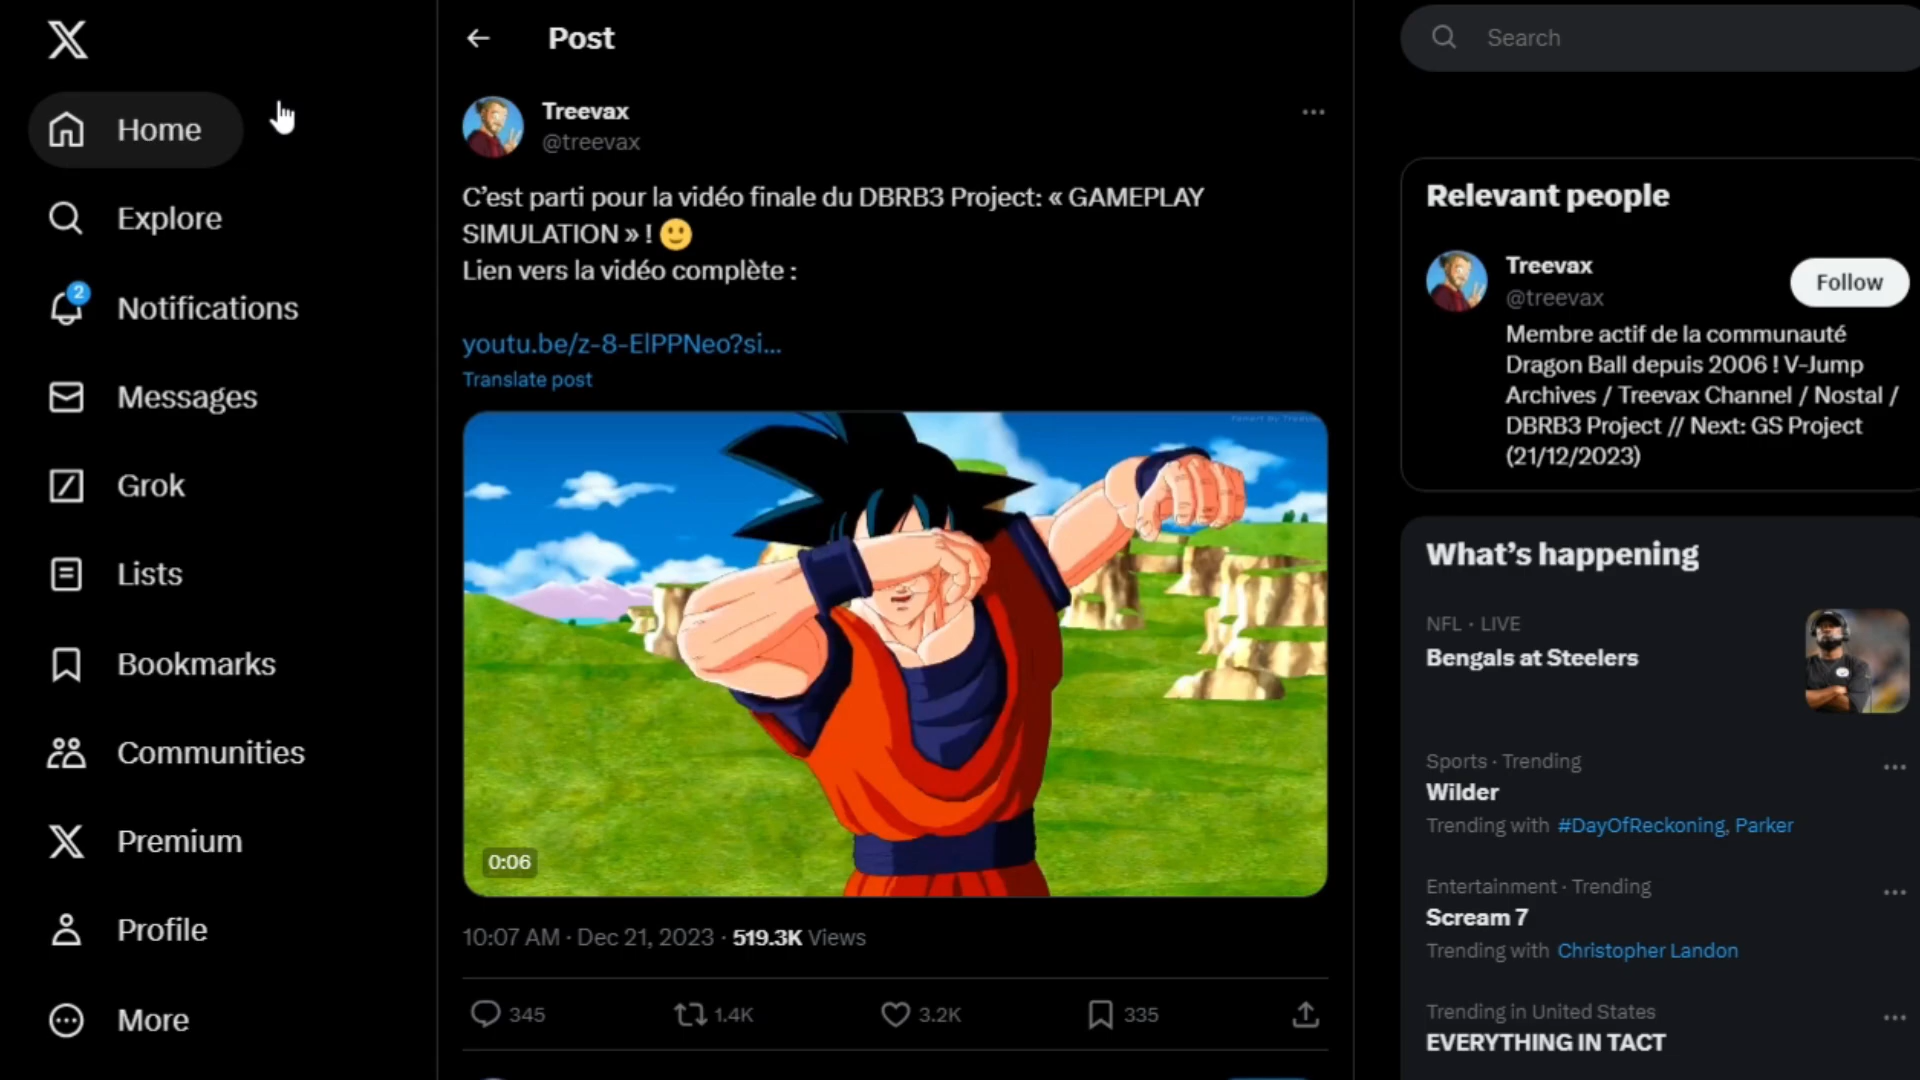 Home
Explore
2
Notifications
Messages
Grok
Lists
Bookmarks
Communities
Premium
Profile
More
Post
Treevax
@treevax
C’est parti pour la vidéo finale du DBRB3 Project: « GAMEPLAY
SIMULATION » ! 🙂
Lien vers la vidéo complète :
youtu.be/z-8-ElPPNeo?si...
Translate post
0:06
10:07 AM · Dec 21, 2023 · 519.3K Views
345
1.4K
3.2K
335
Search
Relevant people
Treevax
@treevax
Follow
Membre actif de la communauté
Dragon Ball depuis 2006 ! V-Jump
Archives / Treevax Channel / Nostal /
DBRB3 Project // Next: GS Project
(21/12/2023)
What’s happening
NFL · LIVE
Bengals at Steelers
Sports · Trending
Wilder
Trending with #DayOfReckoning, Parker
Entertainment · Trending
Scream 7
Trending with Christopher Landon
Trending in United States
EVERYTHING IN TACT